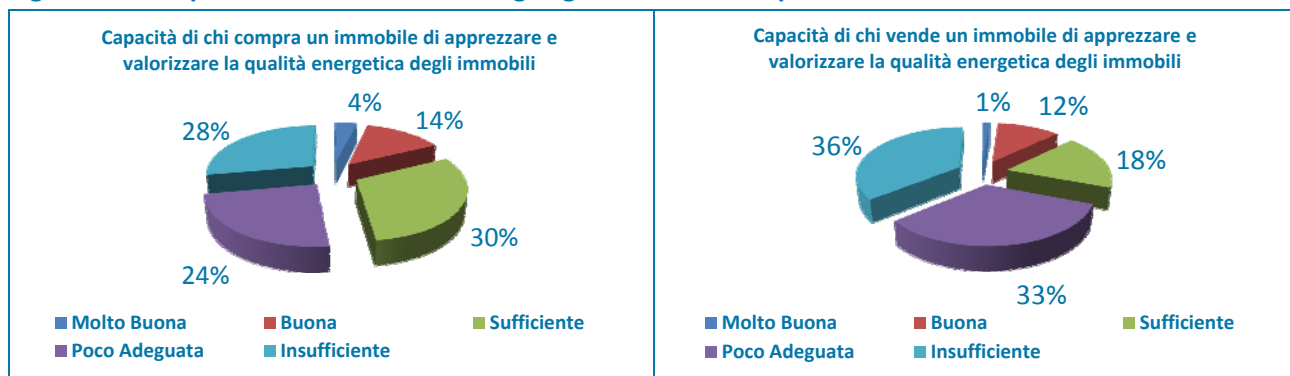 Capacità di chi compra un immobile di apprezzare e
valorizzare la qualità energetica degli immobili
4%
14%
28%
30%
24%
Molto Buona
Buona
Sufficiente
Poco Adeguata
Insufficiente
Capacità di chi vende un immobile di apprezzare e
valorizzare la qualità energetica degli immobili
1%
12%
36%
18%
33%
Molto Buona
Buona
Sufficiente
Poco Adeguata
Insufficiente